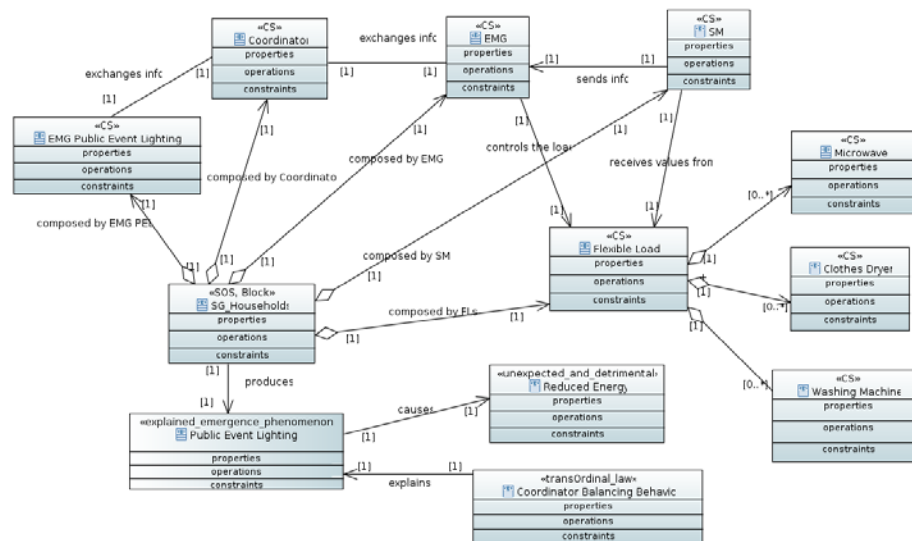 «CS»
Coordinator
properties
operations
constraints
exchanges info
[1]
[1]
«CS»
EMG
properties
operations
constraints
«CS»
SM
properties
operations
constraints
[1]
[1]
sends info
exchanges info
[1]
[1]
«CS»
EMG Public Event Lighting
properties
operations
constraints
[1]
[1]
[1]
[1]
[1]
controls the load
receives values from
composed by EMG
composed by Coordinato
composed by EMG PEL
[1]
[1]
[1]
«CS»
Microwave
properties
operations
constraints
[0..*]
[1]
[1]
«CS»
Flexible Load
properties
operations
constraints
[1]
[1]
[1]
[1]
composed by SM
[1]
«CS»
Clothes Dryer
properties
operations
constraints
[0..*]
[1]
«SOS, Block»
SG_Households
properties
operations
constraints
composed by FLs
[1]
[1]
[1]
produces
[1]
«unexpected_and_detrimental»
Reduced Energy
properties
operations
constraints
[0..*]
«CS»
Washing Machine
properties
operations
constraints
«explained_emergence_phenomenon
Public Event Lighting
properties
operations
constraints
causes
[1]
[1]
[1]
[1]
explains
«transOrdinal_law»
Coordinator Balancing Behavic
properties
operations
constraints